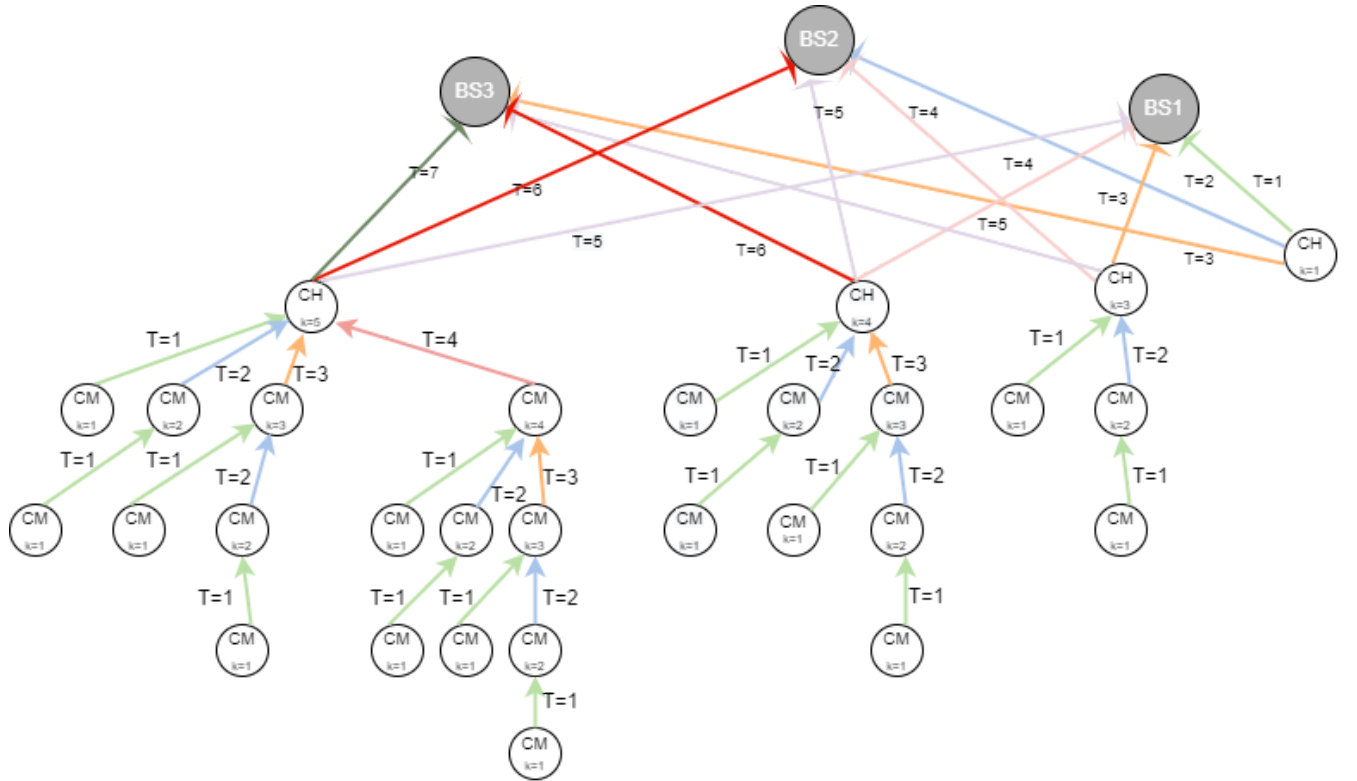 BS2
BS3
BS1
T=5
T=4
T=7
T=6
T=4
T=2
T=1
T=3
T=5
T=6
T=5
T=3
CH
k=1
CH
k=3
CH
k=5
CH
k=4
T=1
T=2
T=3
T=4
T=1
T=2
T=3
T=1
T=2
CM
k=1
CM
k=2
CM
k=3
CM
k=4
CM
k=1
CM
k=2
CM
k=3
CM
k=1
CM
k=2
T=1
T=1
T=2
T=1
T=2
T=3
T=1
T=1
T=2
T=1
CM
k=1
CM
k=1
CM
k=2
CM
k=1
CM
k=2
CM
k=3
CM
k=1
CM
k=1
CM
k=2
CM
k=1
T=1
T=1
T=1
T=2
T=1
CM
k=1
CM
k=1
CM
k=1
CM
k=2
CM
k=1
T=1
CM
k=1